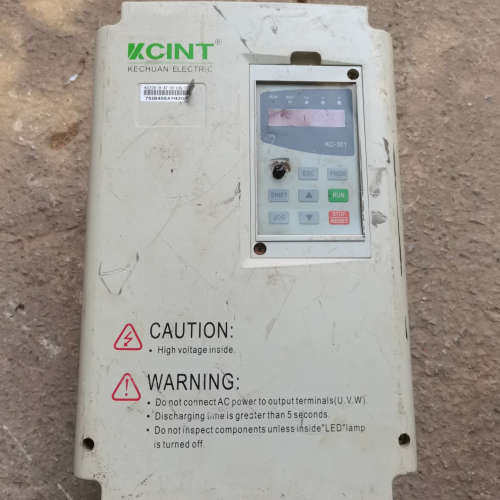 KCINT®
KECHUAN ELECTRIC
KC-301
ESC
PROG
SHIFT
RUN
JOG
STOP
RESET
CAUTION:
• High voltage inside.
WARNING:
• Do not connect AC power to output terminals(U.V.W)
• Discharging time is greater than 5 seconds.
• Do not inspect components unless inside"LED"lamp
is turned off.